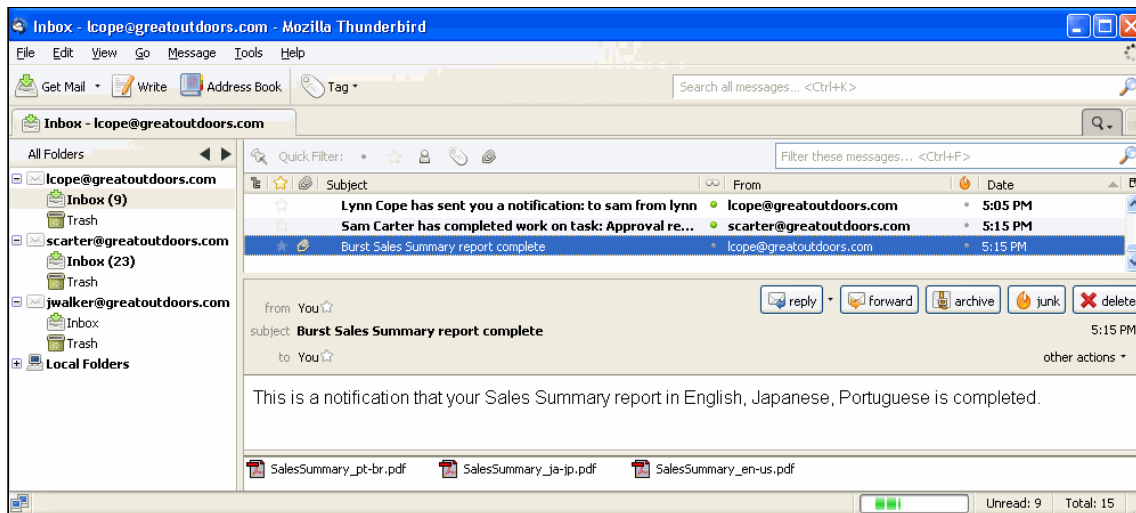 Inbox - lcope@greatoutdoors.com - Mozilla Thunderbird
File Edit View Go Message Tools Help
Get Mail Write Address Book Tag Search all messages... <Ctrl+K>
Inbox - lcope@greatoutdoors.com
All Folders Quick Filter: Filter these messages... <Ctrl+F>
lcope@greatoutdoors.com
Inbox (9)
Trash
scarter@greatoutdoors.com
Inbox (23)
Trash
jwalker@greatoutdoors.com
Inbox
Trash
Local Folders
Subject From Date
Lynn Cope has sent you a notification: to sam from lynn lcope@greatoutdoors.com 5:05 PM
Sam Carter has completed work on task: Approval re... scarter@greatoutdoors.com 5:15 PM
Burst Sales Summary report complete lcope@greatoutdoors.com 5:15 PM
from You reply forward archive junk delete
subject Burst Sales Summary report complete 5:15 PM
to You other actions
This is a notification that your Sales Summary report in English, Japanese, Portuguese is completed.
SalesSummary_pt-br.pdf SalesSummary_ja-jp.pdf SalesSummary_en-us.pdf
Unread: 9 Total: 15